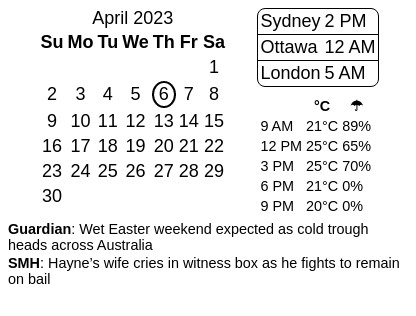 April 2023
Su Mo Tu We Th Fr Sa
1
2 3 4 5 6 7 8
9 10 11 12 13 14 15
16 17 18 19 20 21 22
23 24 25 26 27 28 29
30
Sydney 2 PM
Ottawa 12 AM
London 5 AM
°C ☂
9 AM 21°C 89%
12 PM 25°C 65%
3 PM 25°C 70%
6 PM 21°C 0%
9 PM 20°C 0%
Guardian: Wet Easter weekend expected as cold trough
heads across Australia
SMH: Hayne’s wife cries in witness box as he fights to remain
on bail